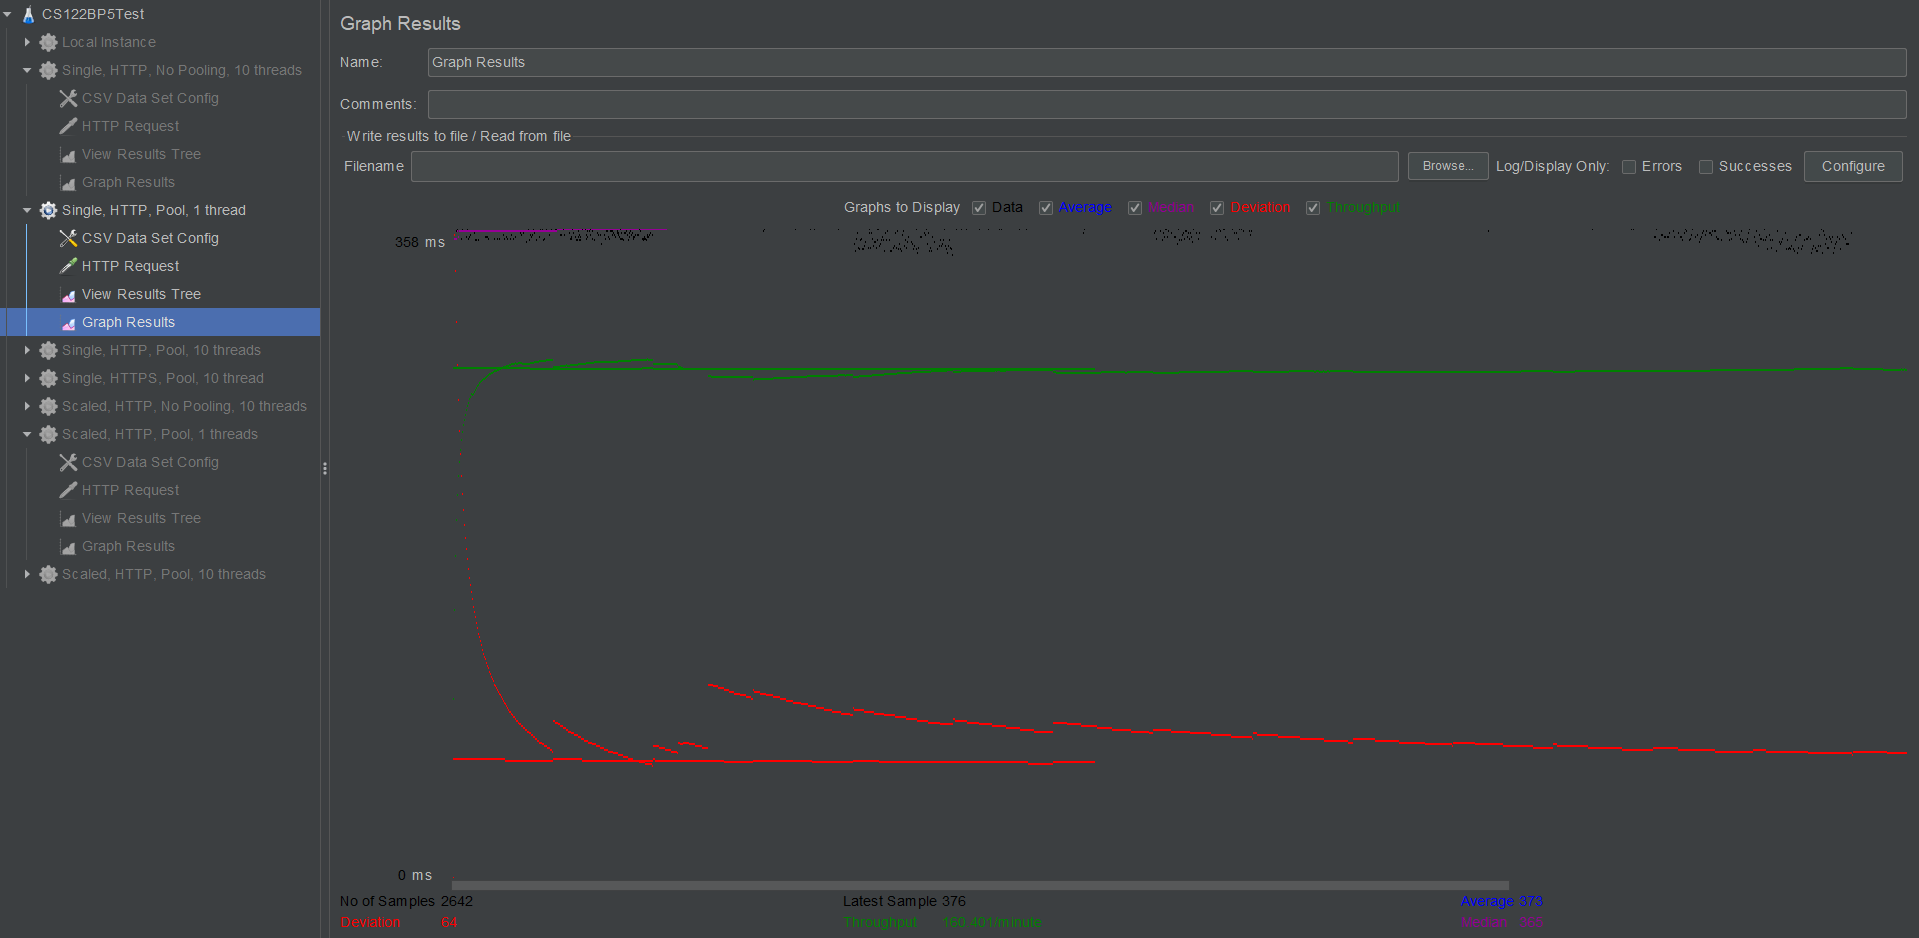 CS122BP5Test
Local Instance
Single, HTTP, No Pooling, 10 threads
CSV Data Set Config
HTTP Request
View Results Tree
Graph Results
Single, HTTP, Pool, 1 thread
CSV Data Set Config
HTTP Request
View Results Tree
Graph Results
Single, HTTP, Pool, 10 threads
Single, HTTPS, Pool, 10 thread
Scaled, HTTP, No Pooling, 10 threads
Scaled, HTTP, Pool, 1 threads
CSV Data Set Config
HTTP Request
View Results Tree
Graph Results
Scaled, HTTP, Pool, 10 threads
Graph Results
Name: Graph Results
Comments:
Write results to file / Read from file
Filename Browse... Log/Display Only: Errors Successes Configure
Graphs to Display Data Average Median Deviation Throughput
358 ms
0 ms
No of Samples 2642 Latest Sample 376 Average 373
Deviation 64 Throughput 160.401/minute Median